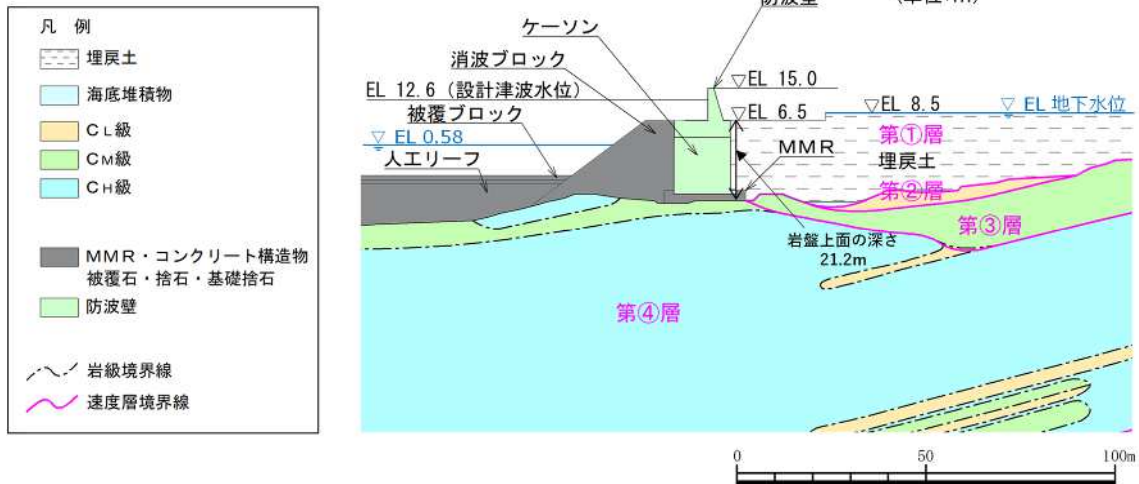 凡 例
埋戻土
海底堆積物
CL級
CM級
CH級
MMR・コンクリート構造物
被覆石・捨石・基礎捨石
防波壁
岩級境界線
速度層境界線
防波壁
(単位:m)
ケーソン
消波ブロック
▽EL 15.0
EL 12.6 (設計津波水位)
▽EL 6.5
▽EL 8.5
▽ EL 地下水位
被覆ブロック
▽ EL 0.58
人工リーフ
MMR
第①層
埋戻土
第②層
第③層
岩盤上面の深さ
21.2m
第④層
0 50 100m